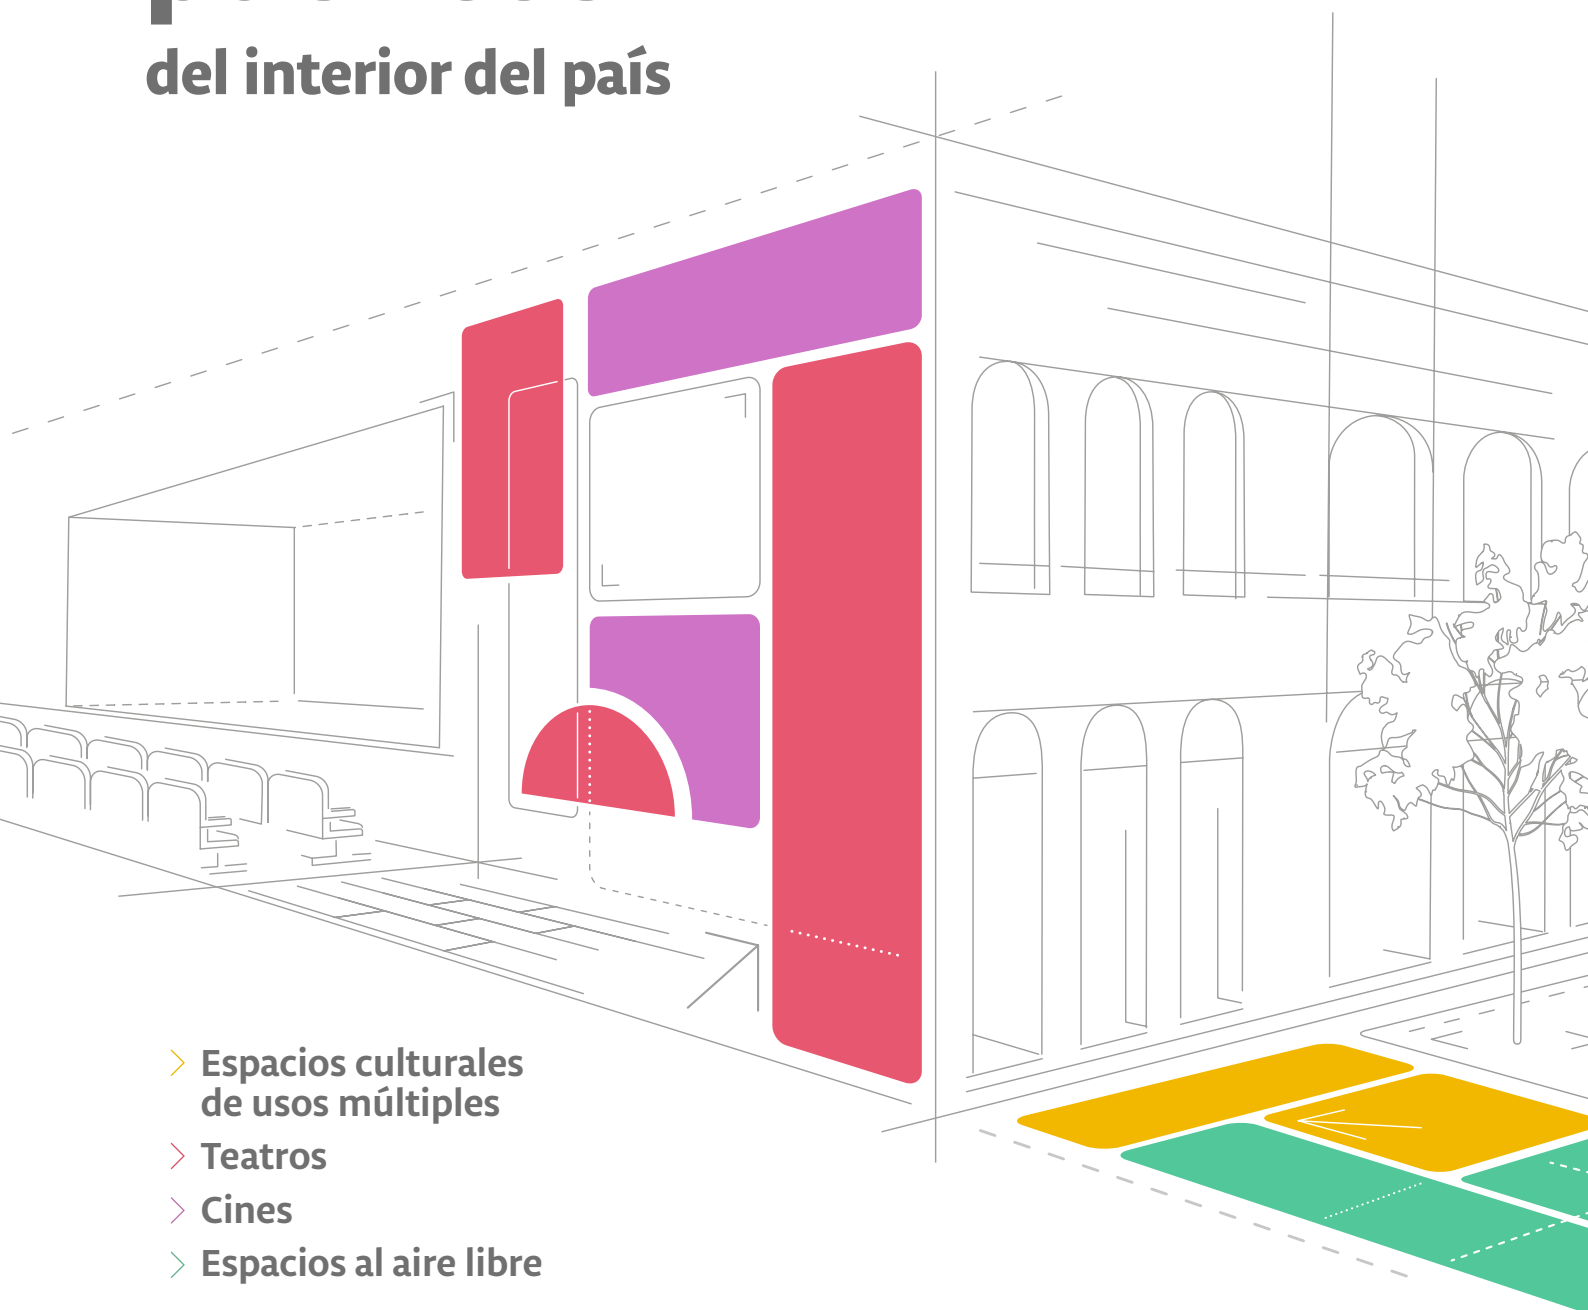 del interior del país
Espacios culturales
de usos múltiples
Teatros
Cines
Espacios al aire libre